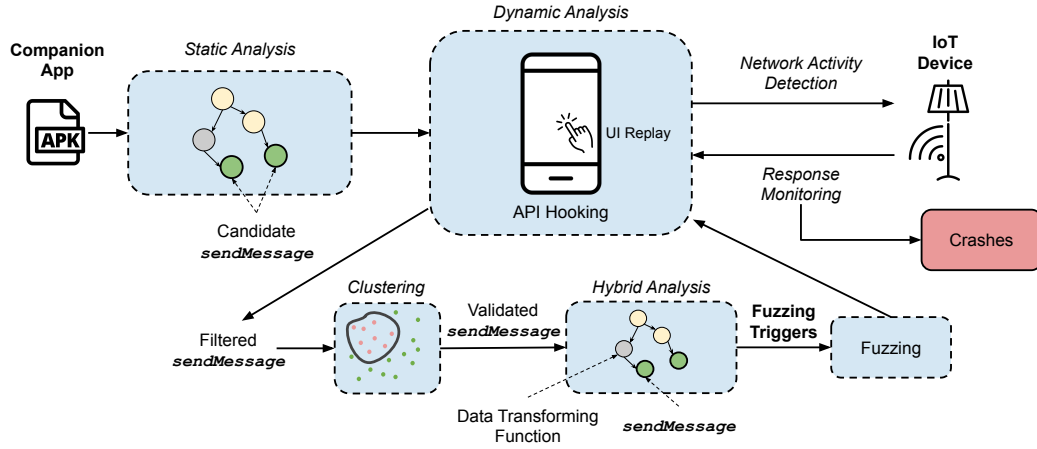 Dynamic Analysis
Companion
App
Static Analysis
IoT
Device
Network Activity
Detection
APK
UI Replay
Response
Monitoring
API Hooking
Candidate
sendMessage
Crashes
Clustering
Validated
sendMessage
Hybrid Analysis
Fuzzing
Triggers
Filtered
sendMessage
Fuzzing
Data Transforming
Function
sendMessage